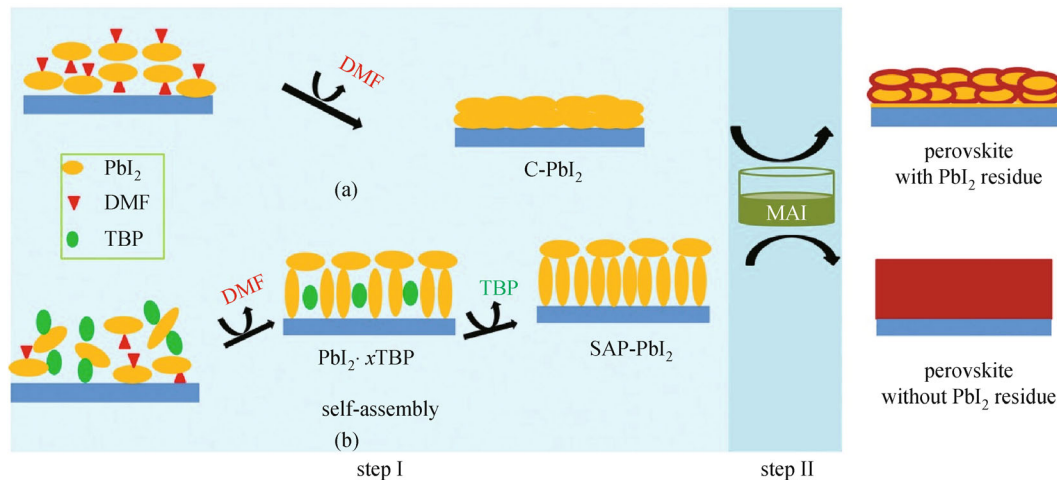 DMF
C-PbI₂
(a)
PbI₂
DMF
TBP
DMF
TBP
PbI₂· xTBP
SAP-PbI₂
self-assembly
(b)
step I
MAI
step II
perovskite
with PbI₂ residue
perovskite
without PbI₂ residue